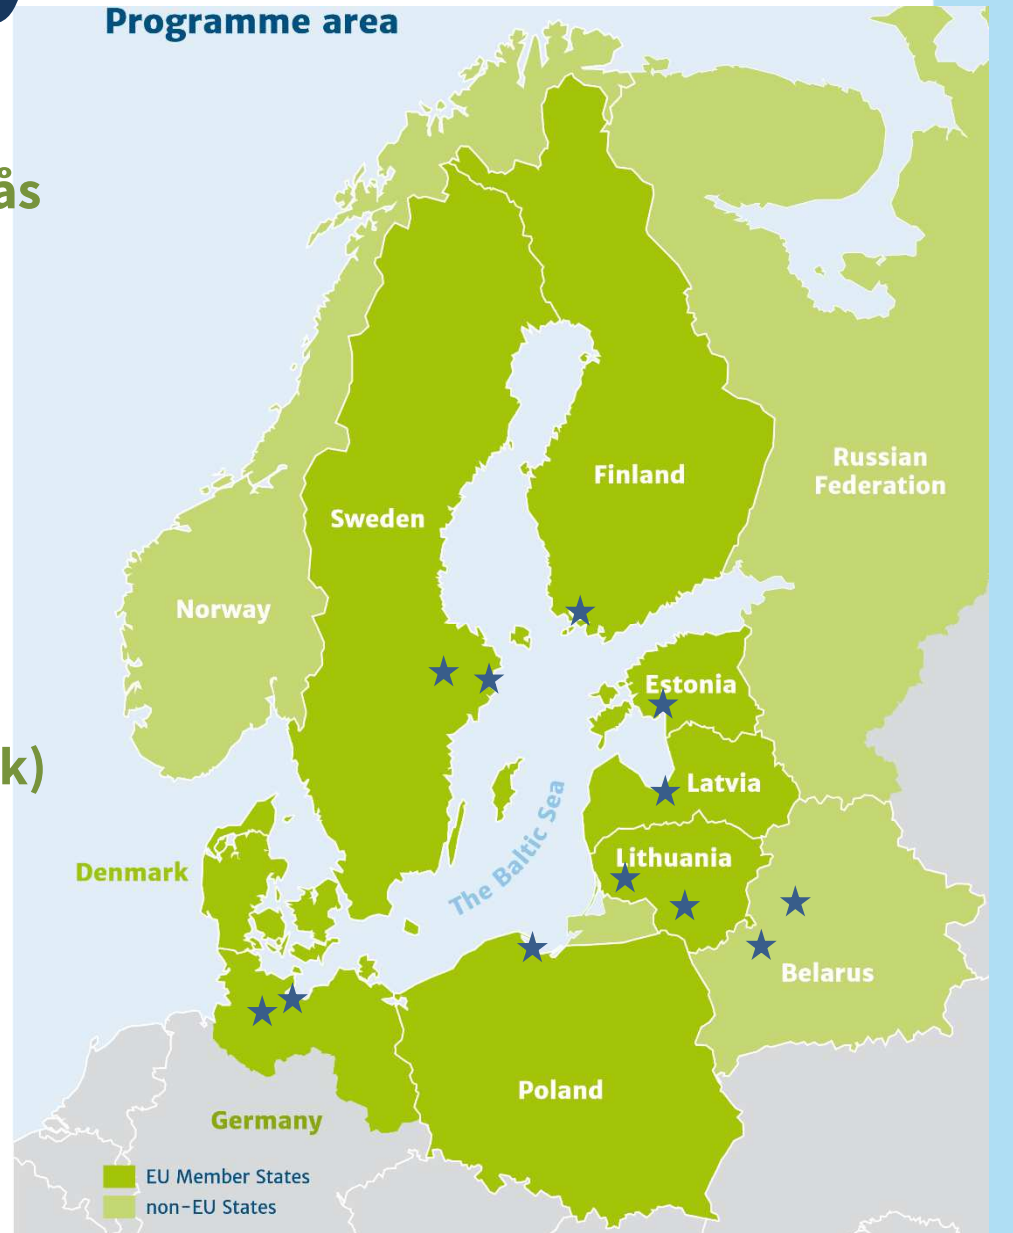 Programme area
ås
Finland
Russian
Federation
Sweden
Norway
Estonia
k)
Latvia
The Baltic Sea
Lithuania
Denmark
Belarus
Poland
Germany
EU Member States
non-EU States